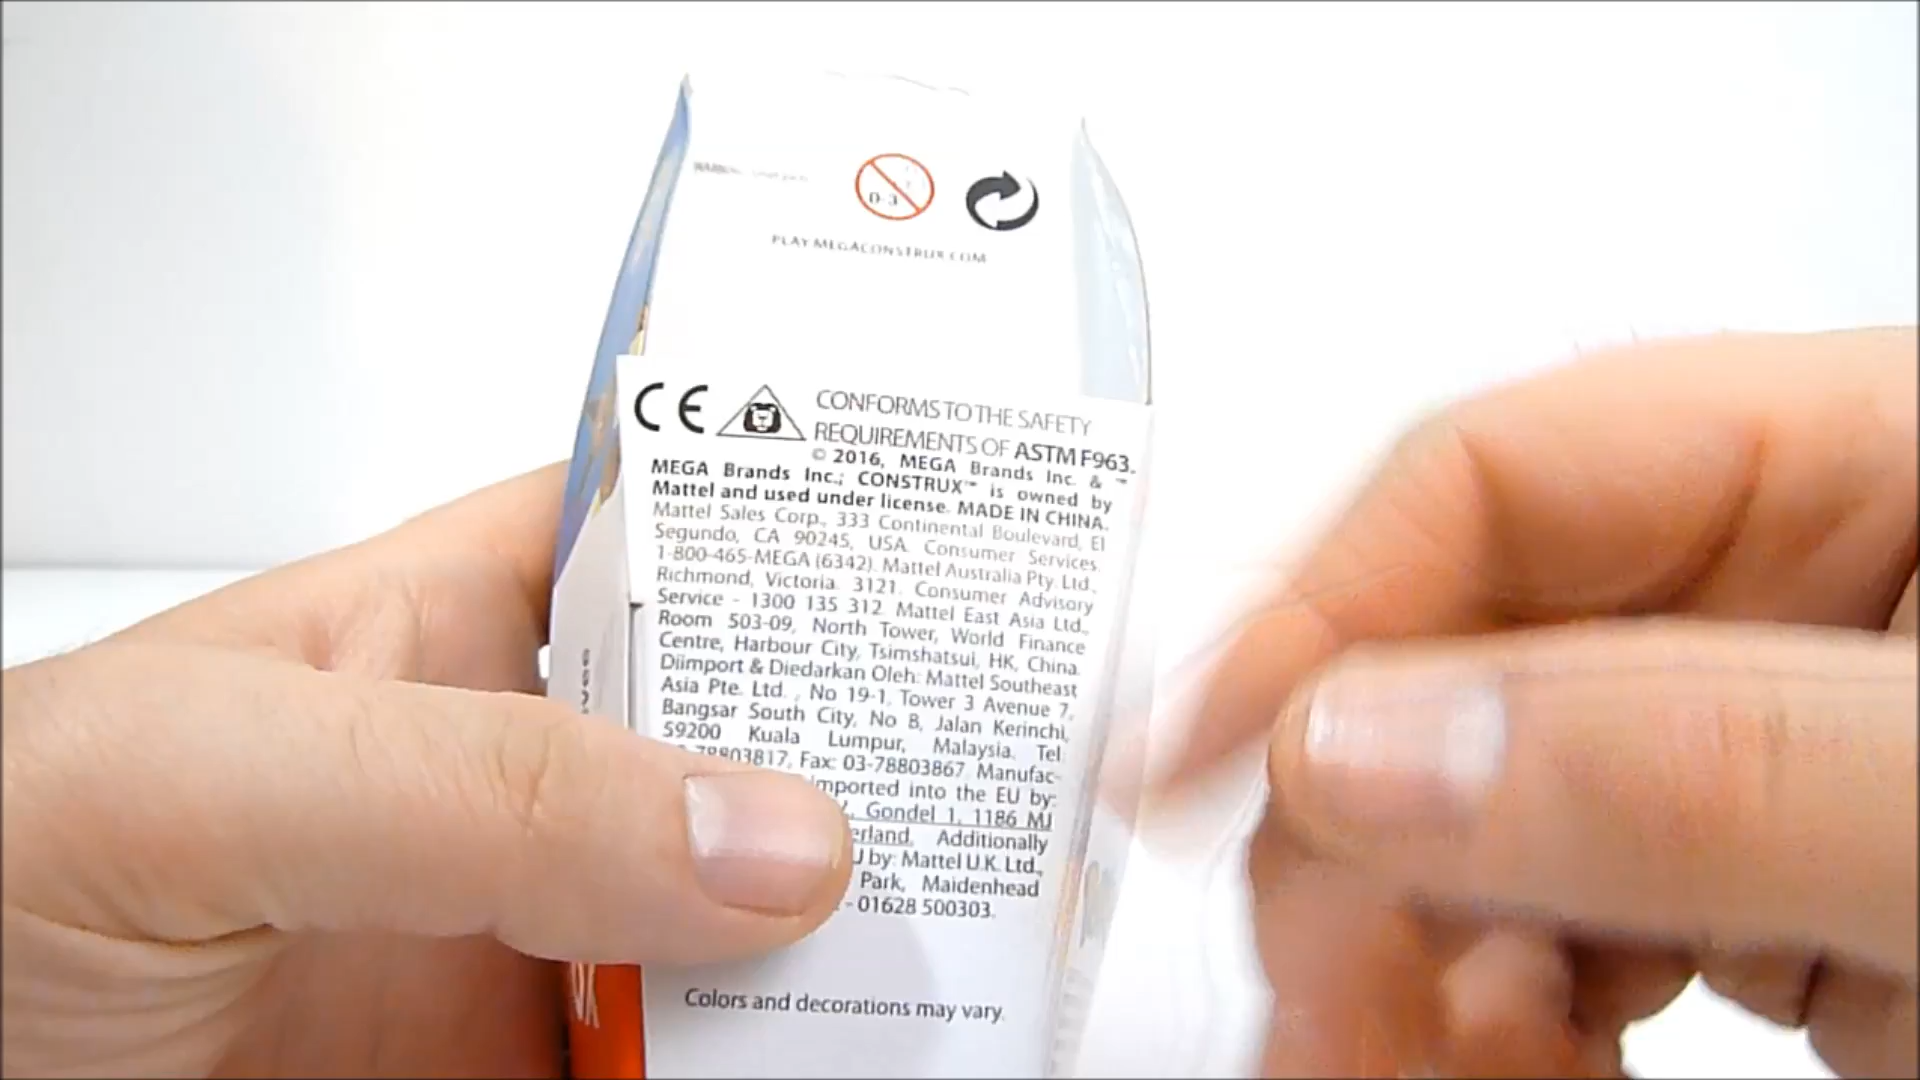 WARNING:
0-3
PLAY.MEGACONSTRUX.COM
CE
CONFORMS TO THE SAFETY
REQUIREMENTS OF ASTM F963.
© 2016, MEGA Brands Inc. & ™
MEGA Brands Inc.; CONSTRUX™ is owned by
Mattel and used under license. MADE IN CHINA.
Mattel Sales Corp., 333 Continental Boulevard, El
Segundo, CA 90245, USA. Consumer Services.
1-800-465-MEGA (6342). Mattel Australia Pty. Ltd.,
Richmond, Victoria. 3121. Consumer Advisory
Service - 1300 135 312. Mattel East Asia Ltd.,
Room 503-09, North Tower, World Finance
Centre, Harbour City, Tsimshatsui, HK, China.
Diimport & Diedarkan Oleh: Mattel Southeast
Asia Pte. Ltd. , No 19-1, Tower 3 Avenue 7,
Bangsar South City, No 8, Jalan Kerinchi,
59200 Kuala Lumpur, Malaysia. Tel:
78803817, Fax: 03-78803867. Manufac-
imported into the EU by:
Gondel 1, 1186 MJ
erland. Additionally
U by: Mattel U.K. Ltd.,
Park, Maidenhead
- 01628 500303.
Colors and decorations may vary.
UX